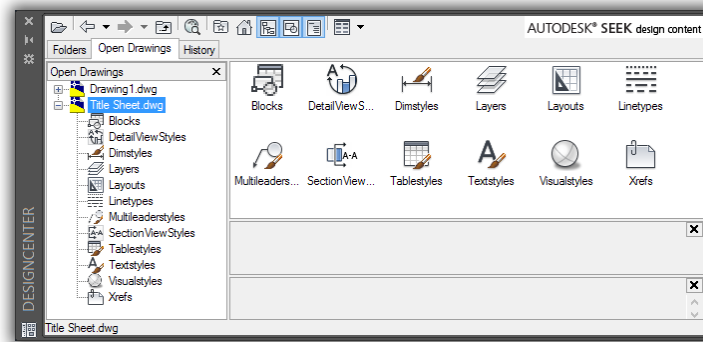 AUTODESK® SEEK design content
Folders Open Drawings History
Open Drawings
Drawing1.dwg
Title Sheet.dwg
Blocks
DetailViewStyles
Dimstyles
Layers
Layouts
Linetypes
Multileaderstyles
SectionViewStyles
Tablestyles
Textstyles
Visualstyles
Xrefs
Blocks DetailViewS... Dimstyles Layers Layouts Linetypes
Multileaders... SectionView... Tablestyles Textstyles Visualstyles Xrefs
DESIGNCENTER
Title Sheet.dwg